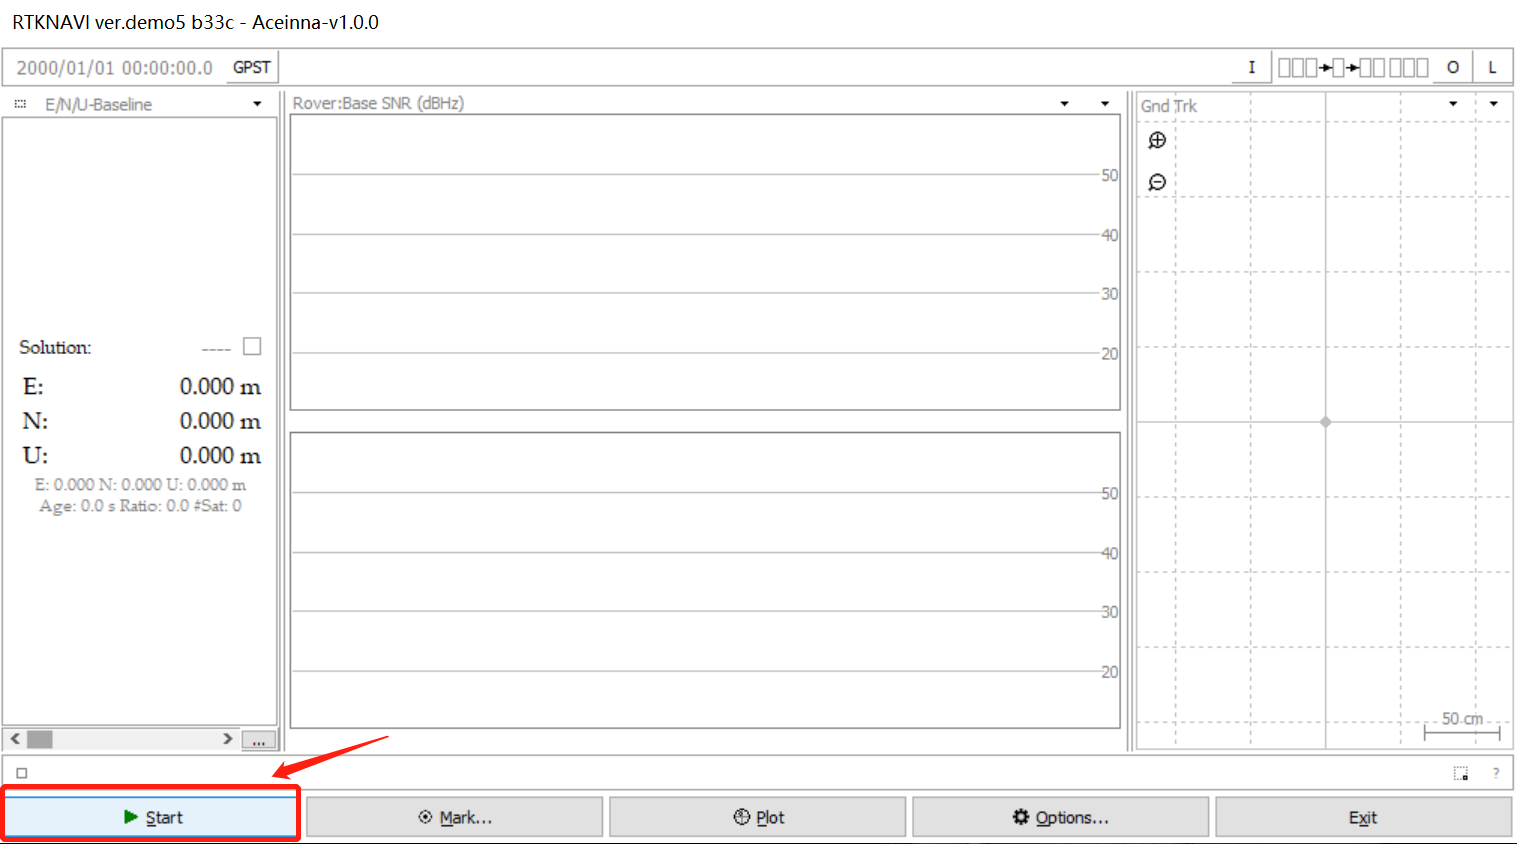 RTKNAVI ver.demo5 b33c - Aceinna-v1.0.0
2000/01/01 00:00:00.0 GPST
I
O
L
E/N/U-Baseline
Rover:Base SNR (dBHz)
Gnd Trk
50
40
30
20
Solution:
----
E: 0.000 m
N: 0.000 m
U: 0.000 m
E: 0.000 N: 0.000 U: 0.000 m
Age: 0.0 s Ratio: 0.0 #Sat: 0
50
40
30
20
50 cm
...
?
Start
Mark...
Plot
Options...
Exit